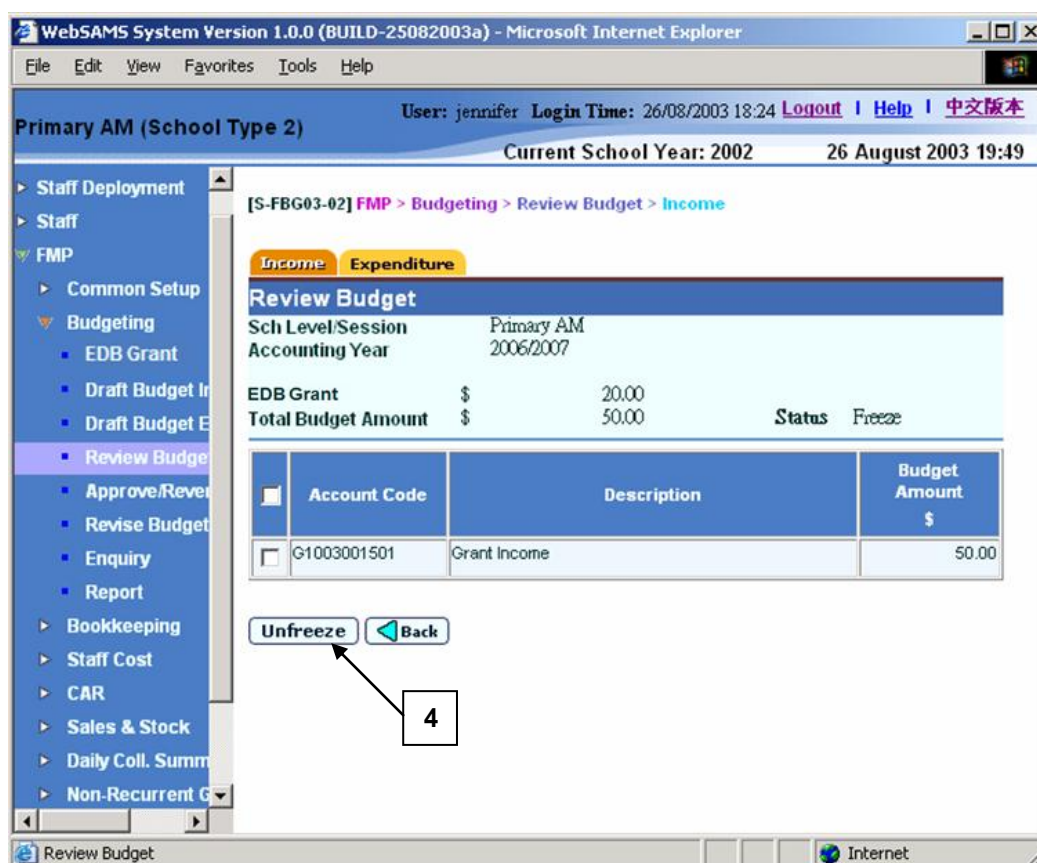 WebSAMS System Version 1.0.0 (BUILD-25082003a) - Microsoft Internet Explorer
File Edit View Favorites Tools Help
User: jennifer Login Time: 26/08/2003 18:24 Logout | Help | 中文版本
Primary AM (School Type 2)
Current School Year: 2002 26 August 2003 19:49
Staff Deployment
Staff
FMP
Common Setup
Budgeting
EDB Grant
Draft Budget In
Draft Budget E
Review Budge
Approve/Rever
Revise Budget
Enquiry
Report
Bookkeeping
Staff Cost
CAR
Sales & Stock
Daily Coll. Summ
Non-Recurrent G
[S-FBG03-02] FMP > Budgeting > Review Budget > Income
Income Expenditure
Review Budget
Sch Level/Session Primary AM
Accounting Year 2006/2007
EDB Grant $ 20.00
Total Budget Amount $ 50.00 Status Freeze
Account Code Description Budget Amount $
G1003001501 Grant Income 50.00
Unfreeze Back
4
Review Budget Internet